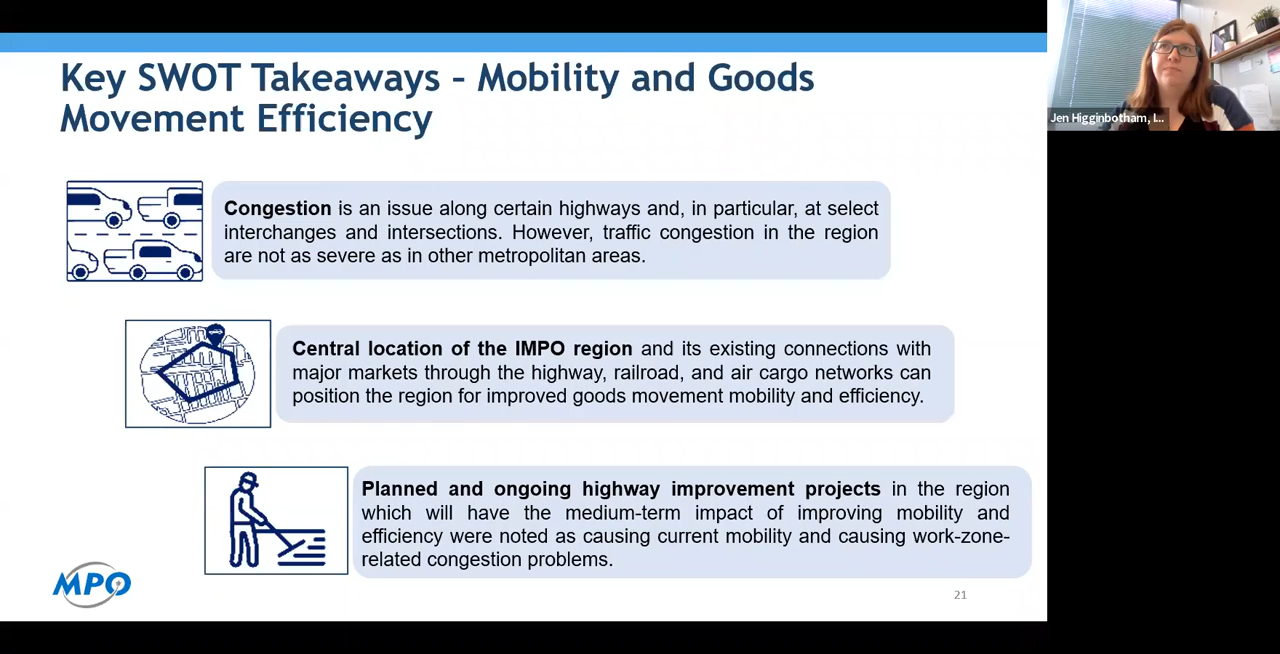 Key SWOT Takeaways – Mobility and Goods
Movement Efficiency
Jen Higginbotham, I...
Congestion is an issue along certain highways and, in particular, at select
interchanges and intersections. However, traffic congestion in the region
are not as severe as in other metropolitan areas.
Central location of the IMPO region and its existing connections with
major markets through the highway, railroad, and air cargo networks can
position the region for improved goods movement mobility and efficiency.
Planned and ongoing highway improvement projects in the region
which will have the medium-term impact of improving mobility and
efficiency were noted as causing current mobility and causing work-zone-
related congestion problems.
MPO
21